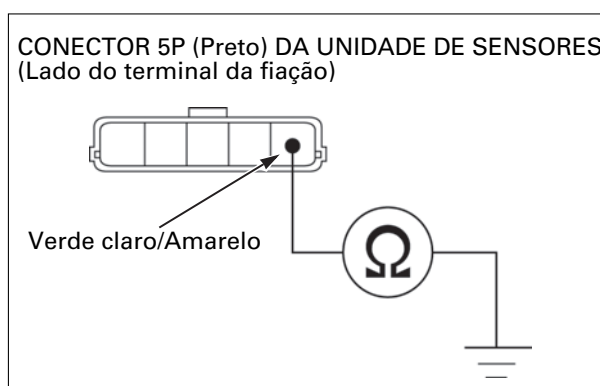 CONECTOR 5P (Preto) DA UNIDADE DE SENSORES
(Lado do terminal da fiação)
Verde claro/Amarelo
Ω